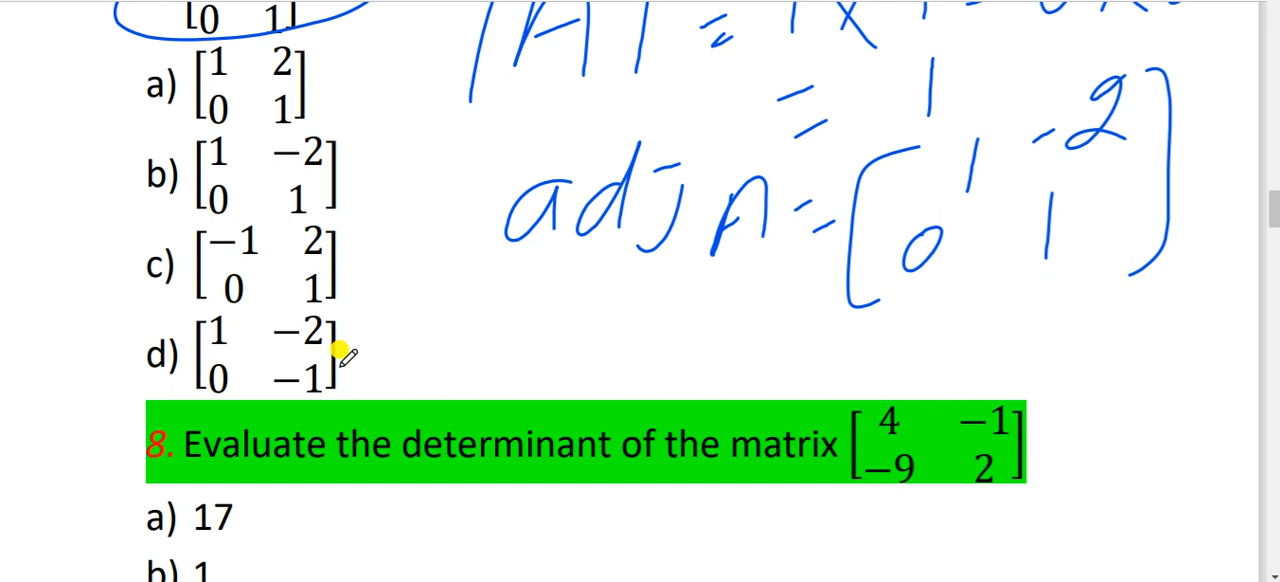 [0 1]
|A| = 1 x 1
= 1
a) [1 2
0 1]
b) [1 −2
0 1]
adj A = [1 -2
0 1]
c) [−1 2
0 1]
d) [1 −2
0 −1]
8. Evaluate the determinant of the matrix [4 −1
−9 2]
a) 17
b) 1